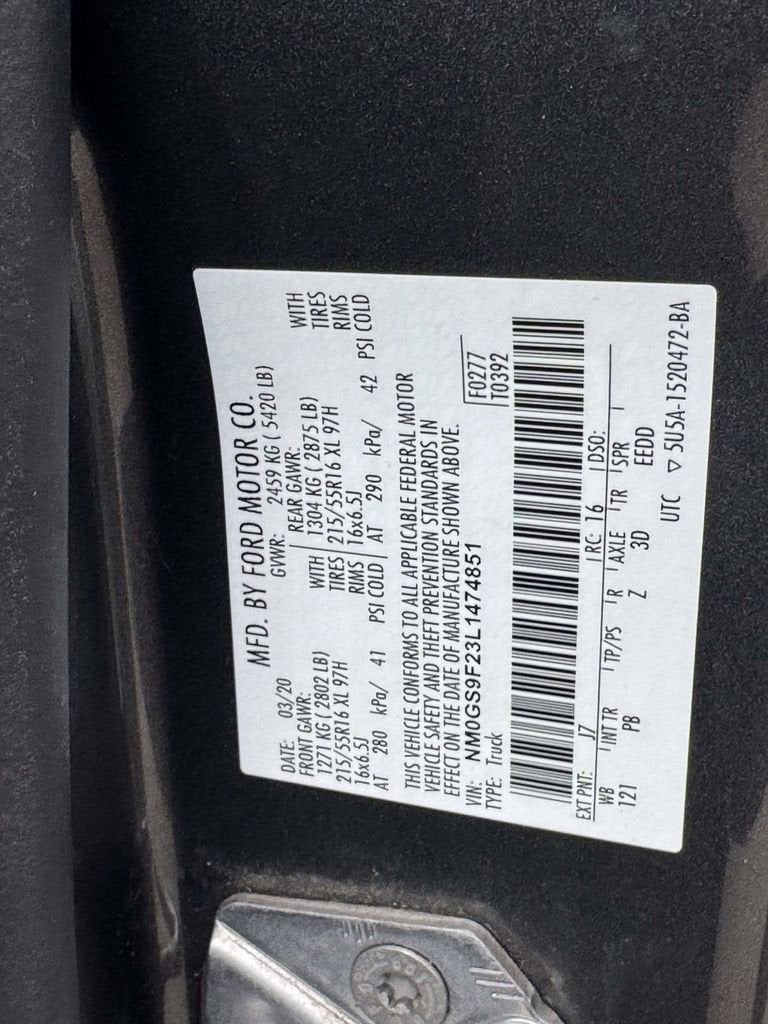 MFD. BY FORD MOTOR CO.
DATE: 03/20 GVWR: 2459 KG ( 5420 LB)
FRONT GAWR: REAR GAWR:
1271 KG ( 2802 LB) WITH 1304 KG ( 2875 LB) WITH
215/55R16 XL 97H TIRES 215/55R16 XL 97H TIRES
16x6.5J RIMS 16x6.5J RIMS
AT 280 kPa/ 41 PSI COLD AT 290 kPa/ 42 PSI COLD
THIS VEHICLE CONFORMS TO ALL APPLICABLE FEDERAL MOTOR
VEHICLE SAFETY AND THEFT PREVENTION STANDARDS IN
EFFECT ON THE DATE OF MANUFACTURE SHOWN ABOVE.
VIN: NM0GS9F23L1474851 F0277
TYPE: Truck T0392
EXT PNT: J7 RC: 16 DSO:
WB INT TR TP/PS R AXLE TR SPR
121 PB Z 3D EEDD
UTC ▽ 5U5A-1520472-BA